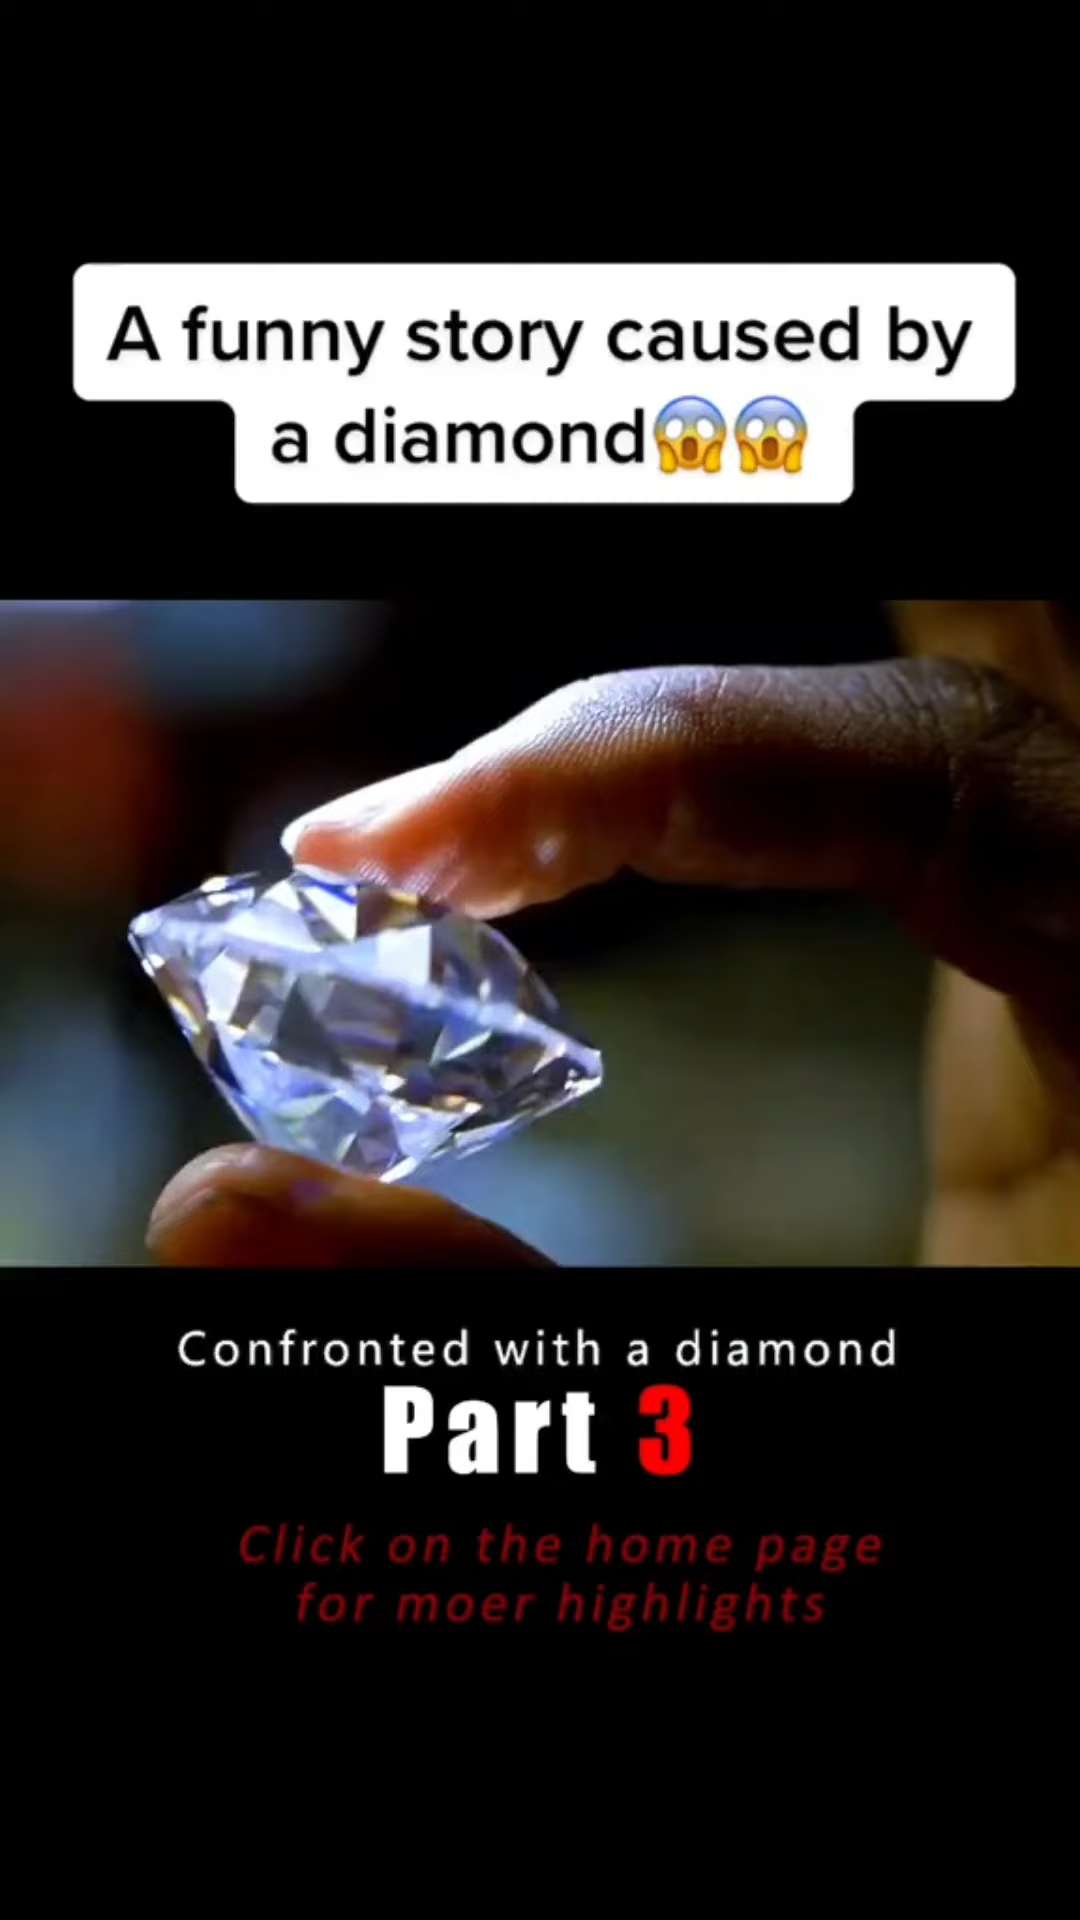 A funny story caused by
a diamond😱😱
Confronted with a diamond
Part 3
Click on the home page
for moer highlights